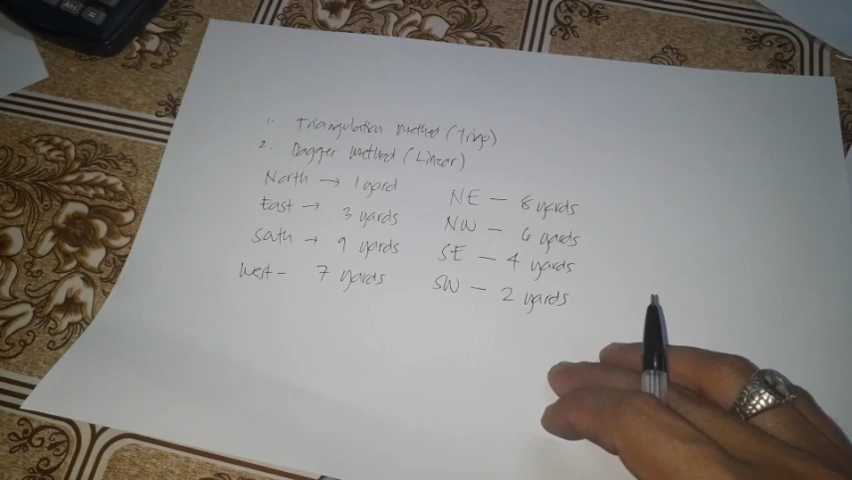 1. Triangulation Method (Trigo)
2. Dagger Method (Linear)
North → 1 yard
East → 3 yards
South → 9 yards
West – 7 yards
NE – 8 yards
NW – 6 yards
SE – 4 yards
SW – 2 yards